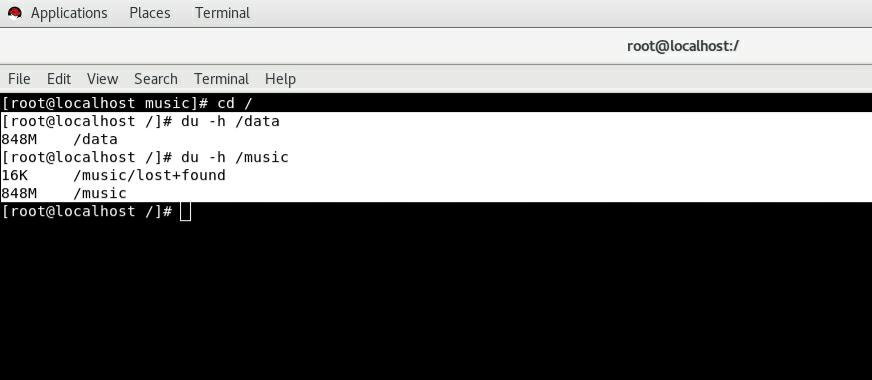 Applications Places Terminal
root@localhost:/
File Edit View Search Terminal Help
[root@localhost music]# cd /
[root@localhost /]# du -h /data
848M    /data
[root@localhost /]# du -h /music
16K     /music/lost+found
848M    /music
[root@localhost /]#